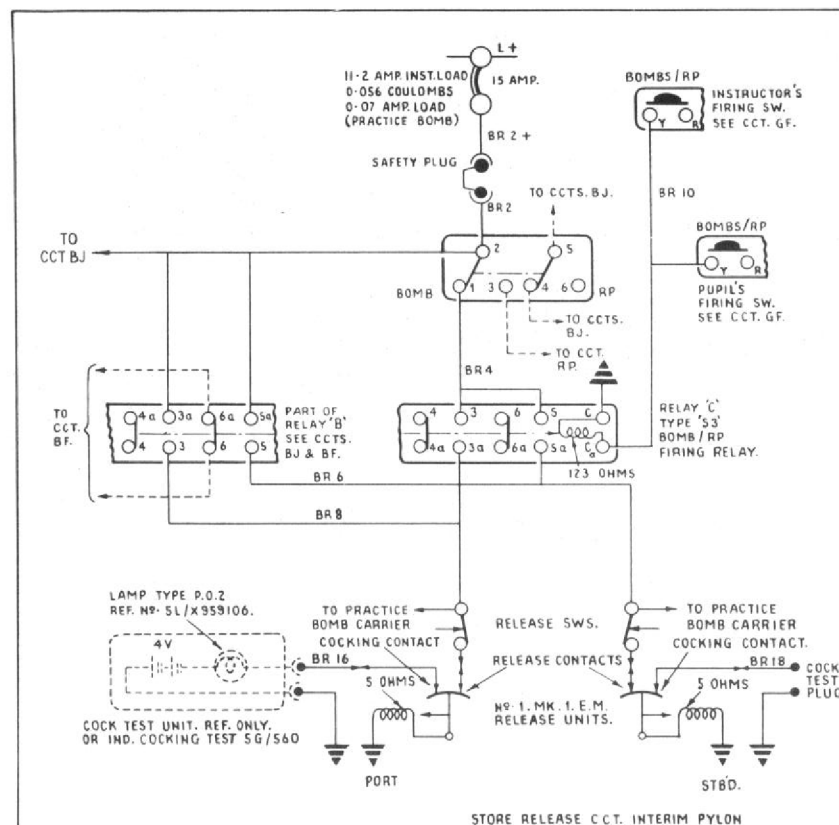 L+
11·2 AMP. INST. LOAD
0·056 COULOMBS
0·07 AMP. LOAD
(PRACTICE BOMB)
15 AMP.
BR 2+
SAFETY PLUG
BR2
TO CCTS. BJ.
BOMBS/RP
INSTRUCTOR'S
FIRING SW.
SEE CCT. GF.
Y R
BR 10
BOMBS/RP
Y R
PUPIL'S
FIRING SW.
SEE CCT. GF.
TO
CCT BJ
2 5
BOMB 1 3 4 6 RP
TO CCTS.
BJ.
TO CCT.
RP.
BR4
TO
CCT.
BF.
4a 3a 6a 5a
4 3 6 5
PART OF
RELAY 'B'
SEE CCTS.
BJ & BF.
4 3 6 5 C
4a 3a 6a 5a Ca
RELAY 'C'
TYPE 'S3'
BOMB/RP
FIRING RELAY.
123 OHMS
BR 6
BR 8
LAMP TYPE P.O.2
REF. Nº· 5L/X959106.
4V
BR 16
COCK TEST UNIT. REF. ONLY.
OR IND. COCKING TEST 5G/560
TO PRACTICE
BOMB CARRIER
COCKING CONTACT
RELEASE SWS.
RELEASE CONTACTS
5 OHMS
Nº· 1. MK. 1. E.M.
RELEASE UNITS.
TO PRACTICE
BOMB CARRIER
COCKING CONTACT.
BR18
5 OHMS
COCK
TEST
PLUG
PORT
STB'D.
STORE RELEASE CCT. INTERIM PYLON